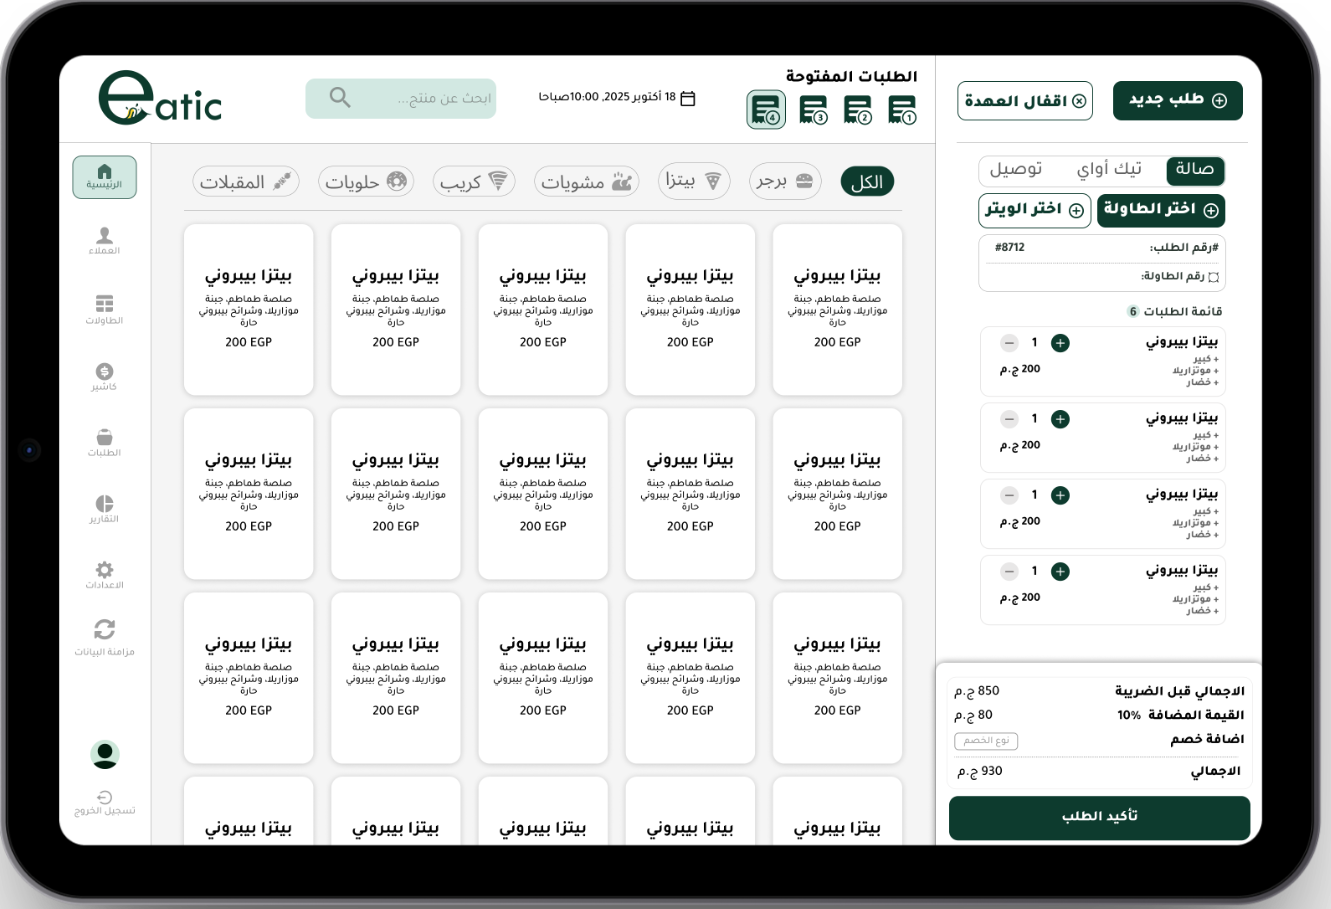 طلب جديد
اقفال العهدة
الطلبات المفتوحة
1
2
3
4
18 أكتوبر 2025, 10:00صباحا
ابحث عن منتج...
eatic
صالة
تيك أواي
توصيل
اختر الطاولة
اختر الويتر
#رقم الطلب:
#8712
رقم الطاولة:
قائمة الطلبات 6
بيتزا بيبروني
1
+ كبير
+ موتزاريلا
+ خضار
200 ج.م
بيتزا بيبروني
1
+ كبير
+ موتزاريلا
+ خضار
200 ج.م
بيتزا بيبروني
1
+ كبير
+ موتزاريلا
+ خضار
200 ج.م
بيتزا بيبروني
1
+ كبير
+ موتزاريلا
+ خضار
200 ج.م
الاجمالي قبل الضريبة
850 ج.م
القيمة المضافة 10%
80 ج.م
اضافة خصم
نوع الخصم
الاجمالي
930 ج.م
تأكيد الطلب
الكل
برجر
بيتزا
مشويات
كريب
حلويات
المقبلات
بيتزا بيبروني
صلصة طماطم، جبنة
موزاريلا، وشرائح بيبروني
حارة
200 EGP
بيتزا بيبروني
صلصة طماطم، جبنة
موزاريلا، وشرائح بيبروني
حارة
200 EGP
بيتزا بيبروني
صلصة طماطم، جبنة
موزاريلا، وشرائح بيبروني
حارة
200 EGP
بيتزا بيبروني
صلصة طماطم، جبنة
موزاريلا، وشرائح بيبروني
حارة
200 EGP
بيتزا بيبروني
صلصة طماطم، جبنة
موزاريلا، وشرائح بيبروني
حارة
200 EGP
بيتزا بيبروني
صلصة طماطم، جبنة
موزاريلا، وشرائح بيبروني
حارة
200 EGP
بيتزا بيبروني
صلصة طماطم، جبنة
موزاريلا، وشرائح بيبروني
حارة
200 EGP
بيتزا بيبروني
صلصة طماطم، جبنة
موزاريلا، وشرائح بيبروني
حارة
200 EGP
بيتزا بيبروني
صلصة طماطم، جبنة
موزاريلا، وشرائح بيبروني
حارة
200 EGP
بيتزا بيبروني
صلصة طماطم، جبنة
موزاريلا، وشرائح بيبروني
حارة
200 EGP
بيتزا بيبروني
صلصة طماطم، جبنة
موزاريلا، وشرائح بيبروني
حارة
200 EGP
بيتزا بيبروني
صلصة طماطم، جبنة
موزاريلا، وشرائح بيبروني
حارة
200 EGP
بيتزا بيبروني
صلصة طماطم، جبنة
موزاريلا، وشرائح بيبروني
حارة
200 EGP
بيتزا بيبروني
صلصة طماطم، جبنة
موزاريلا، وشرائح بيبروني
حارة
200 EGP
بيتزا بيبروني
صلصة طماطم، جبنة
موزاريلا، وشرائح بيبروني
حارة
200 EGP
بيتزا بيبروني
بيتزا بيبروني
بيتزا بيبروني
بيتزا بيبروني
بيتزا بيبروني
الرئيسية
العملاء
الطاولات
كاشير
الطلبات
التقارير
الاعدادات
مزامنة البيانات
تسجيل الخروج